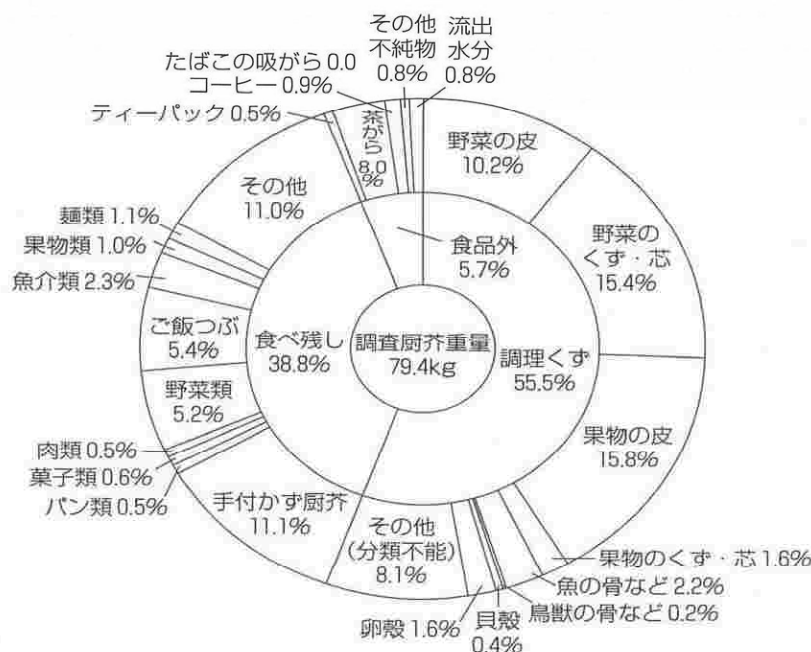 調査厨芥重量
79.4kg
調理くず
55.5%
食べ残し
38.8%
食品外
5.7%
野菜の皮
10.2%
野菜の
くず・芯
15.4%
果物の皮
15.8%
果物のくず・芯 1.6%
魚の骨など 2.2%
鳥獣の骨など 0.2%
貝殻
0.4%
卵殻 1.6%
その他
(分類不能)
8.1%
手付かず厨芥
11.1%
パン類 0.5%
菓子類 0.6%
肉類 0.5%
野菜類
5.2%
ご飯つぶ
5.4%
魚介類 2.3%
果物類 1.0%
麺類 1.1%
その他
11.0%
ティーパック 0.5%
茶がら
8.0
%
コーヒー 0.9%
たばこの吸がら 0.0
その他
不純物
0.8%
流出
水分
0.8%